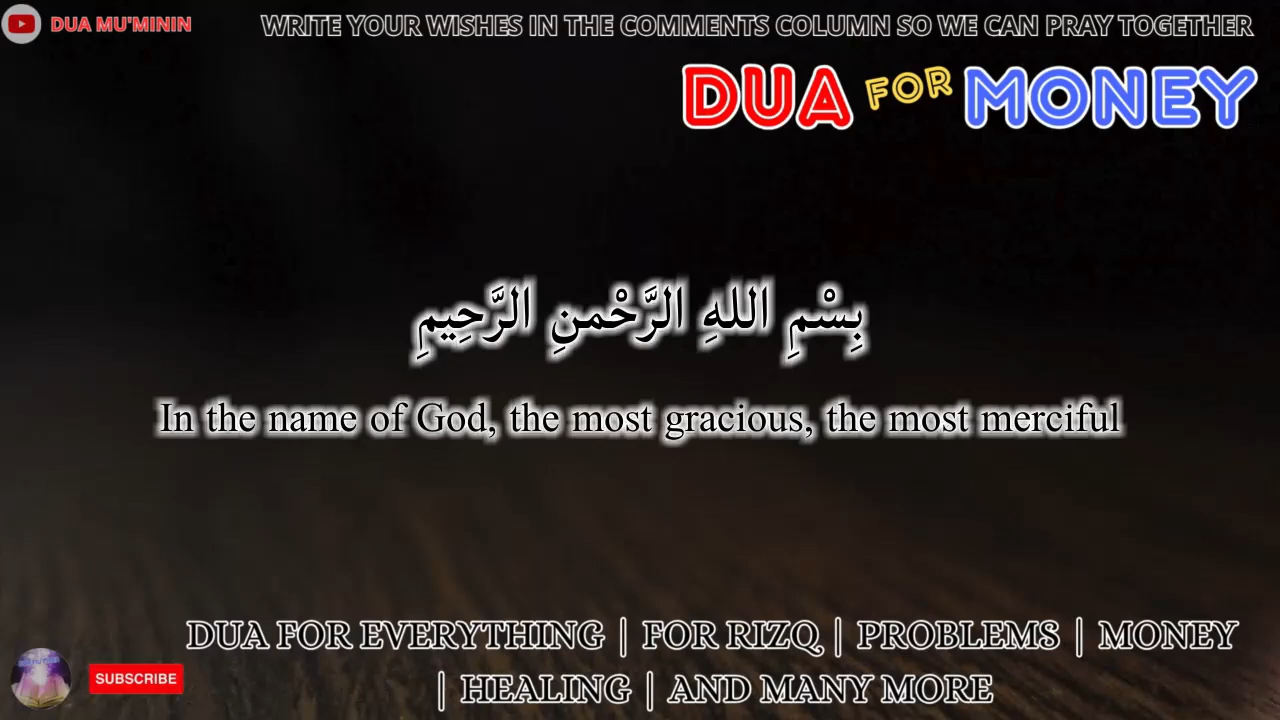 DUA MU'MININ
WRITE YOUR WISHES IN THE COMMENTS COLUMN SO WE CAN PRAY TOGETHER
DUA FOR MONEY
بِسْمِ اللهِ الرَّحْمنِ الرَّحِيمِ
In the name of God, the most gracious, the most merciful
DUA FOR EVERYTHING | FOR RIZQ | PROBLEMS | MONEY
| HEALING | AND MANY MORE
SUBSCRIBE